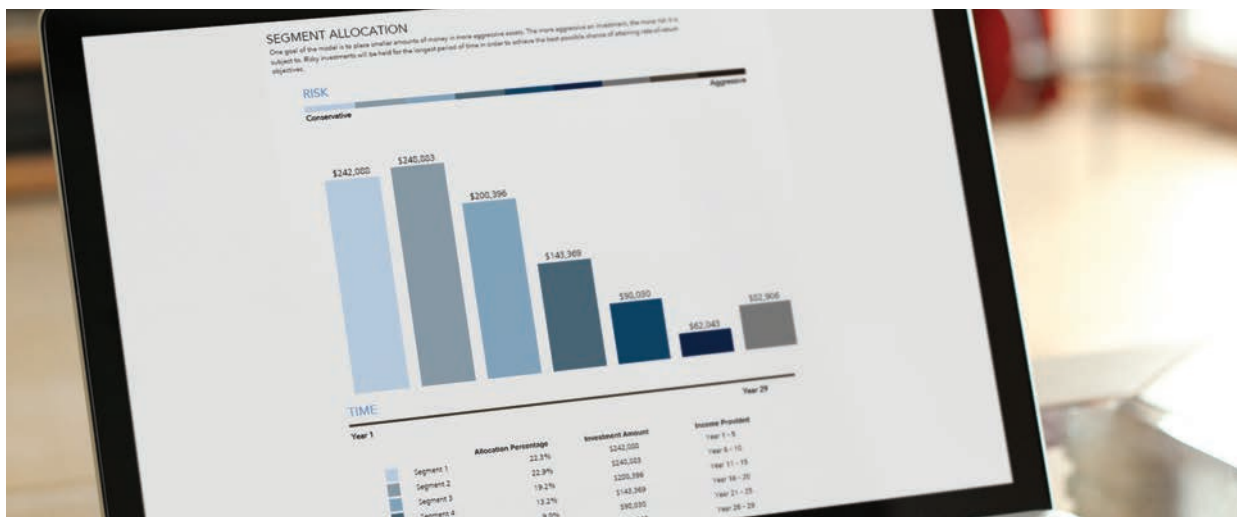 SEGMENT ALLOCATION
One goal of the model is to place smaller amounts of money in more aggressive assets. The more aggressive an investment, the more risk it is
subject to. Risky investments will be held for the longest period of time in order to achieve the best possible chance of attaining rate-of-return
objectives.
RISK
Conservative
Aggressive
$242,000
$200,396
$143,369
$90,030
$62,043
TIME
Year 1
Year 29
Allocation Percentage Investment Amount Income Provided
Segment 1 22.3% $242,000 Year 1 - 5
Segment 2 22.9% Year 6 - 10
Segment 3 19.2% $200,396 Year 11 - 15
Segment 4 13.2% $143,369 Year 16 - 20
$90,030 Year 21 - 25
Year 26 - 29